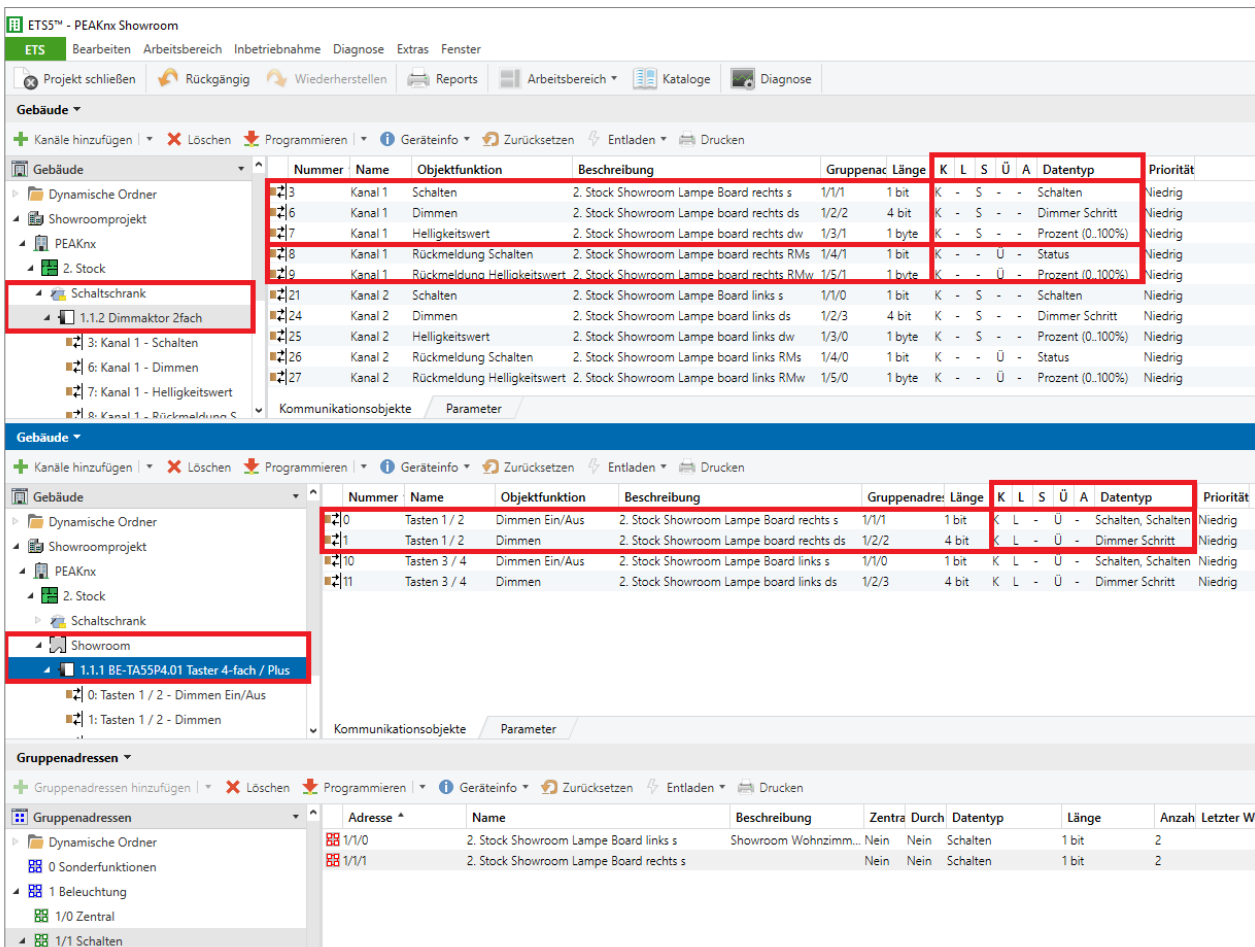 ETS5™ - PEAKnx Showroom
ETS Bearbeiten Arbeitsbereich Inbetriebnahme Diagnose Extras Fenster
Projekt schließen Rückgängig Wiederherstellen Reports Arbeitsbereich Kataloge Diagnose
Gebäude
Kanäle hinzufügen Löschen Programmieren Geräteinfo Zurücksetzen Entladen Drucken
Gebäude
Dynamische Ordner
Showroomprojekt
PEAKnx
2. Stock
Schaltschrank
1.1.2 Dimmaktor 2fach
3: Kanal 1 - Schalten
6: Kanal 1 - Dimmen
7: Kanal 1 - Helligkeitswert
8: Kanal 1 - Rückmeldung S
Nummer Name Objektfunktion Beschreibung Gruppenad Länge K L S Ü A Datentyp Priorität
3 Kanal 1 Schalten 2. Stock Showroom Lampe Board rechts s 1/1/1 1 bit K - S - - Schalten Niedrig
6 Kanal 1 Dimmen 2. Stock Showroom Lampe board rechts ds 1/2/2 4 bit K - S - - Dimmer Schritt Niedrig
7 Kanal 1 Helligkeitswert 2. Stock Showroom Lampe board rechts dw 1/3/1 1 byte K - S - - Prozent (0..100%) Niedrig
8 Kanal 1 Rückmeldung Schalten 2. Stock Showroom Lampe board rechts RMs 1/4/1 1 bit K - - Ü - Status Niedrig
9 Kanal 1 Rückmeldung Helligkeitswert 2. Stock Showroom Lampe board rechts RMw 1/5/1 1 byte K - - Ü - Prozent (0..100%) Niedrig
21 Kanal 2 Schalten 2. Stock Showroom Lampe Board links s 1/1/0 1 bit K - S - - Schalten Niedrig
24 Kanal 2 Dimmen 2. Stock Showroom Lampe board links ds 1/2/3 4 bit K - S - - Dimmer Schritt Niedrig
25 Kanal 2 Helligkeitswert 2. Stock Showroom Lampe board links dw 1/3/0 1 byte K - S - - Prozent (0..100%) Niedrig
26 Kanal 2 Rückmeldung Schalten 2. Stock Showroom Lampe board links RMs 1/4/0 1 bit K - - Ü - Status Niedrig
27 Kanal 2 Rückmeldung Helligkeitswert 2. Stock Showroom Lampe board links RMw 1/5/0 1 byte K - - Ü - Prozent (0..100%) Niedrig
Kommunikationsobjekte Parameter
Gebäude
Kanäle hinzufügen Löschen Programmieren Geräteinfo Zurücksetzen Entladen Drucken
Gebäude
Dynamische Ordner
Showroomprojekt
PEAKnx
2. Stock
Schaltschrank
Showroom
1.1.1 BE-TA55P4.01 Taster 4-fach / Plus
0: Tasten 1 / 2 - Dimmen Ein/Aus
1: Tasten 1 / 2 - Dimmen
Nummer Name Objektfunktion Beschreibung Gruppenadre Länge K L S Ü A Datentyp Priorität
0 Tasten 1 / 2 Dimmen Ein/Aus 2. Stock Showroom Lampe Board rechts s 1/1/1 1 bit K L - Ü - Schalten, Schalten Niedrig
1 Tasten 1 / 2 Dimmen 2. Stock Showroom Lampe board rechts ds 1/2/2 4 bit K L - Ü - Dimmer Schritt Niedrig
10 Tasten 3 / 4 Dimmen Ein/Aus 2. Stock Showroom Lampe Board links s 1/1/0 1 bit K L - Ü - Schalten, Schalten Niedrig
11 Tasten 3 / 4 Dimmen 2. Stock Showroom Lampe board links ds 1/2/3 4 bit K L - Ü - Dimmer Schritt Niedrig
Kommunikationsobjekte Parameter
Gruppenadressen
Gruppenadressen hinzufügen Löschen Programmieren Geräteinfo Zurücksetzen Entladen Drucken
Gruppenadressen
Dynamische Ordner
0 Sonderfunktionen
1 Beleuchtung
1/0 Zentral
1/1 Schalten
Adresse Name Beschreibung Zentra Durch Datentyp Länge Anzah Letzter W
1/1/0 2. Stock Showroom Lampe Board links s Showroom Wohnzimm... Nein Nein Schalten 1 bit 2
1/1/1 2. Stock Showroom Lampe Board rechts s Nein Nein Schalten 1 bit 2